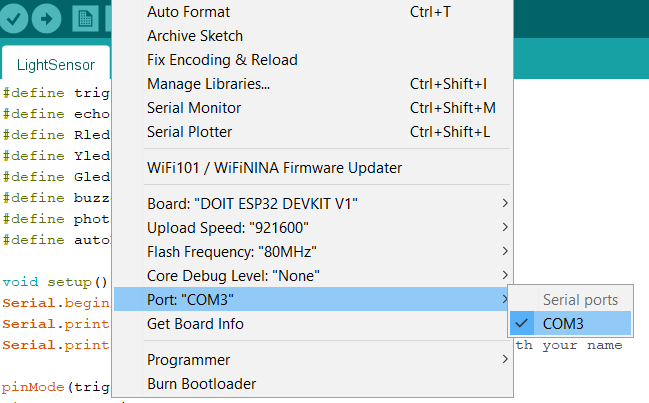 Auto Format Ctrl+T
Archive Sketch
Fix Encoding & Reload
Manage Libraries... Ctrl+Shift+I
Serial Monitor Ctrl+Shift+M
Serial Plotter Ctrl+Shift+L
WiFi101 / WiFiNINA Firmware Updater
Board: "DOIT ESP32 DEVKIT V1"
Upload Speed: "921600"
Flash Frequency: "80MHz"
Core Debug Level: "None"
Port: "COM3"
Get Board Info
Programmer
Burn Bootloader
Serial ports
COM3
LightSensor
#define trig
#define echo
#define Rled
#define Yled
#define Gled
#define buzz
#define phot
#define auto
void setup()
Serial.begin
Serial.print
Serial.print th your name
pinMode(trig